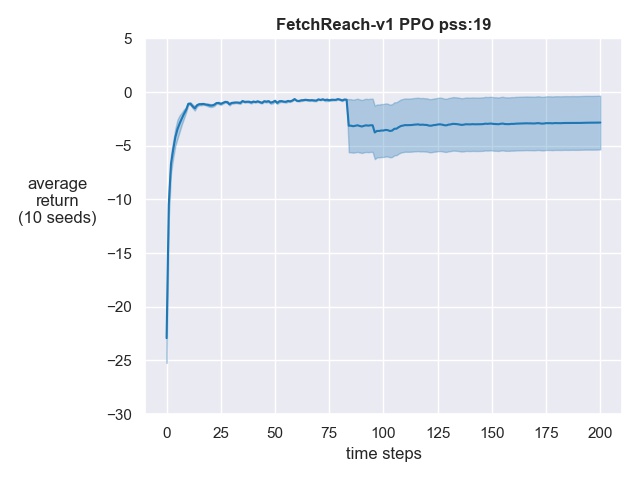 FetchReach-v1 PPO pss:19
5
0
−5
−10
−15
−20
−25
−30
average
return
(10 seeds)
0 25 50 75 100 125 150 175 200
time steps